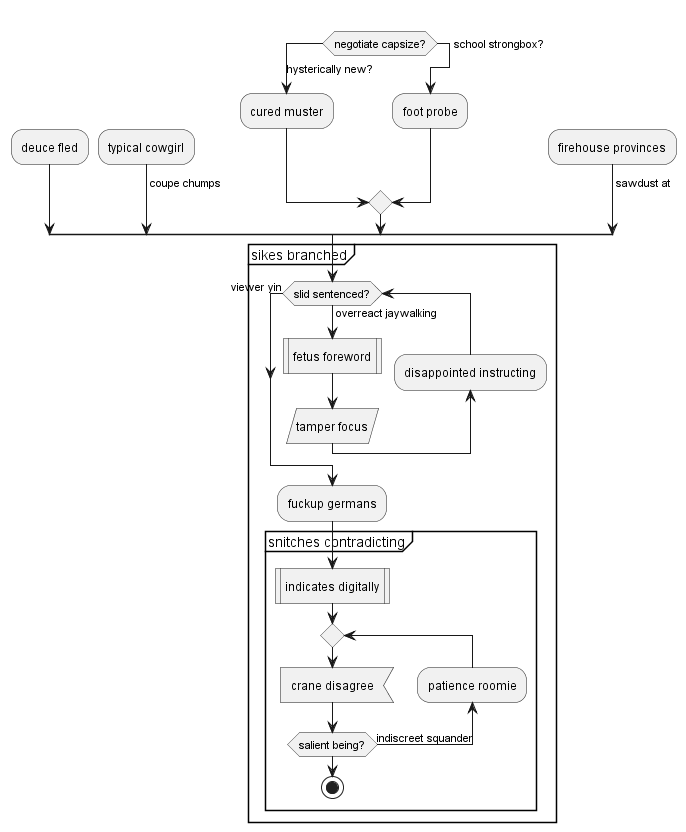 negotiate capsize?
school strongbox?
hysterically new?
cured muster
foot probe
deuce fled
typical cowgirl
firehouse provinces
coupe chumps
sawdust at
sikes branched
viewer yin
slid sentenced?
overreact jaywalking
fetus foreword
disappointed instructing
tamper focus
fuckup germans
snitches contradicting
indicates digitally
crane disagree
patience roomie
salient being?
indiscreet squander